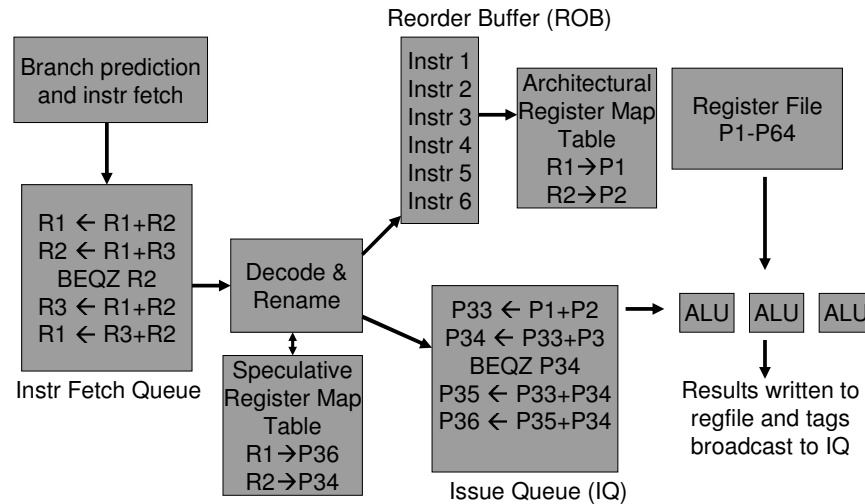 Reorder Buffer (ROB)
Branch prediction
and instr fetch
Instr 1
Instr 2
Instr 3
Instr 4
Instr 5
Instr 6
Architectural
Register Map
Table
R1→P1
R2→P2
Register File
P1-P64
R1 ← R1+R2
R2 ← R1+R3
BEQZ R2
R3 ← R1+R2
R1 ← R3+R2
Instr Fetch Queue
Decode &
Rename
Speculative
Register Map
Table
R1→P36
R2→P34
P33 ← P1+P2
P34 ← P33+P3
BEQZ P34
P35 ← P33+P34
P36 ← P35+P34
Issue Queue (IQ)
ALU
ALU
ALU
Results written to
regfile and tags
broadcast to IQ